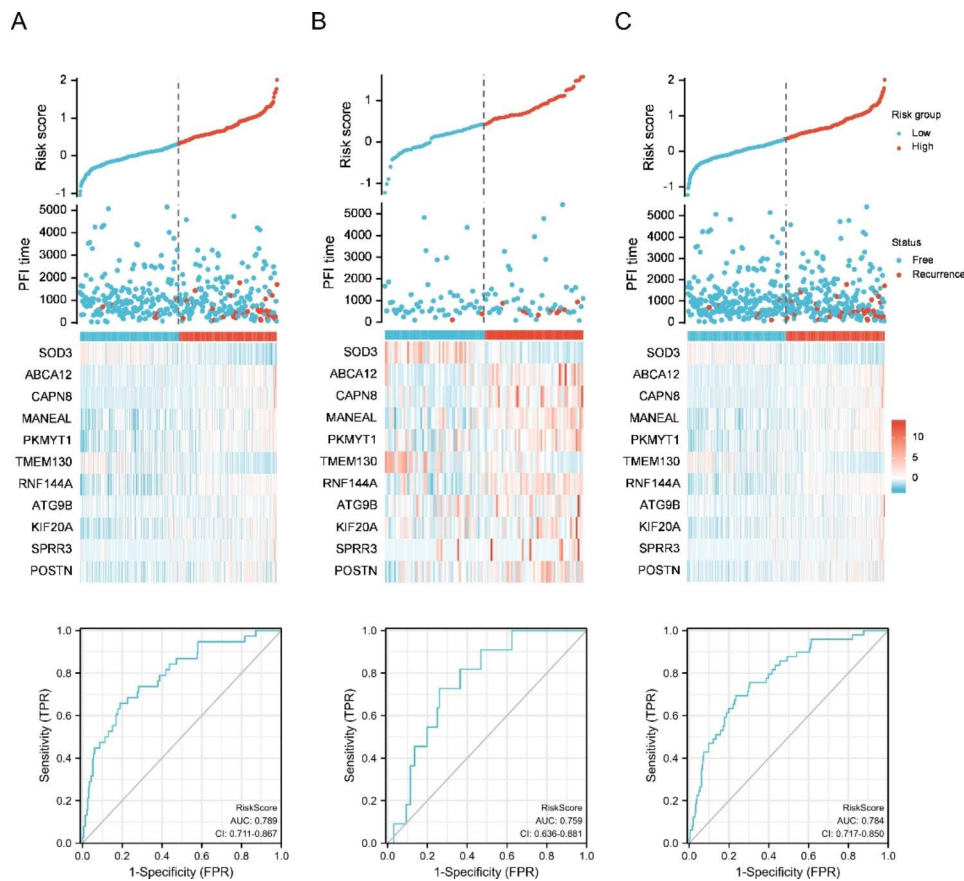 A
B
C
Risk score
2
1
0
-1
Risk score
1
0
-1
Risk score
2
1
0
-1
Risk group
Low
High
PFI time
5000
4000
3000
2000
1000
0
PFI time
5000
4000
3000
2000
1000
0
PFI time
5000
4000
3000
2000
1000
0
Status
Free
Recurrence
SOD3
ABCA12
CAPN8
MANEAL
PKMYT1
TMEM130
RNF144A
ATG9B
KIF20A
SPRR3
POSTN
SOD3
ABCA12
CAPN8
MANEAL
PKMYT1
TMEM130
RNF144A
ATG9B
KIF20A
SPRR3
POSTN
SOD3
ABCA12
CAPN8
MANEAL
PKMYT1
TMEM130
RNF144A
ATG9B
KIF20A
SPRR3
POSTN
10
5
0
Sensitivity (TPR)
1.0
0.8
0.6
0.4
0.2
0.0
RiskScore
AUC: 0.789
CI: 0.711-0.867
0.0 0.2 0.4 0.6 0.8 1.0
1-Specificity (FPR)
Sensitivity (TPR)
1.0
0.8
0.6
0.4
0.2
0.0
RiskScore
AUC: 0.759
CI: 0.636-0.881
0.0 0.2 0.4 0.6 0.8 1.0
1-Specificity (FPR)
Sensitivity (TPR)
1.0
0.8
0.6
0.4
0.2
0.0
RiskScore
AUC: 0.784
CI: 0.717-0.850
0.0 0.2 0.4 0.6 0.8 1.0
1-Specificity (FPR)